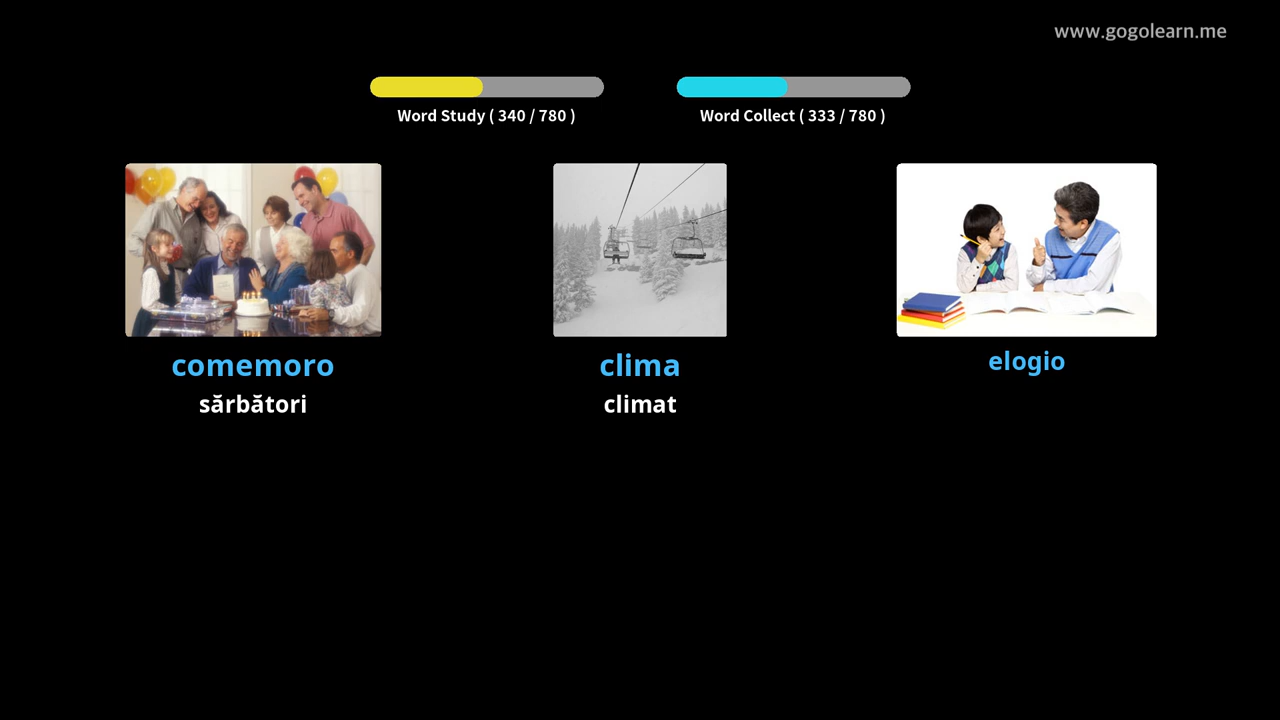 www.gogolearn.me
Word Study ( 340 / 780 )
Word Collect ( 333 / 780 )
comemoro
sărbători
clima
climat
elogio